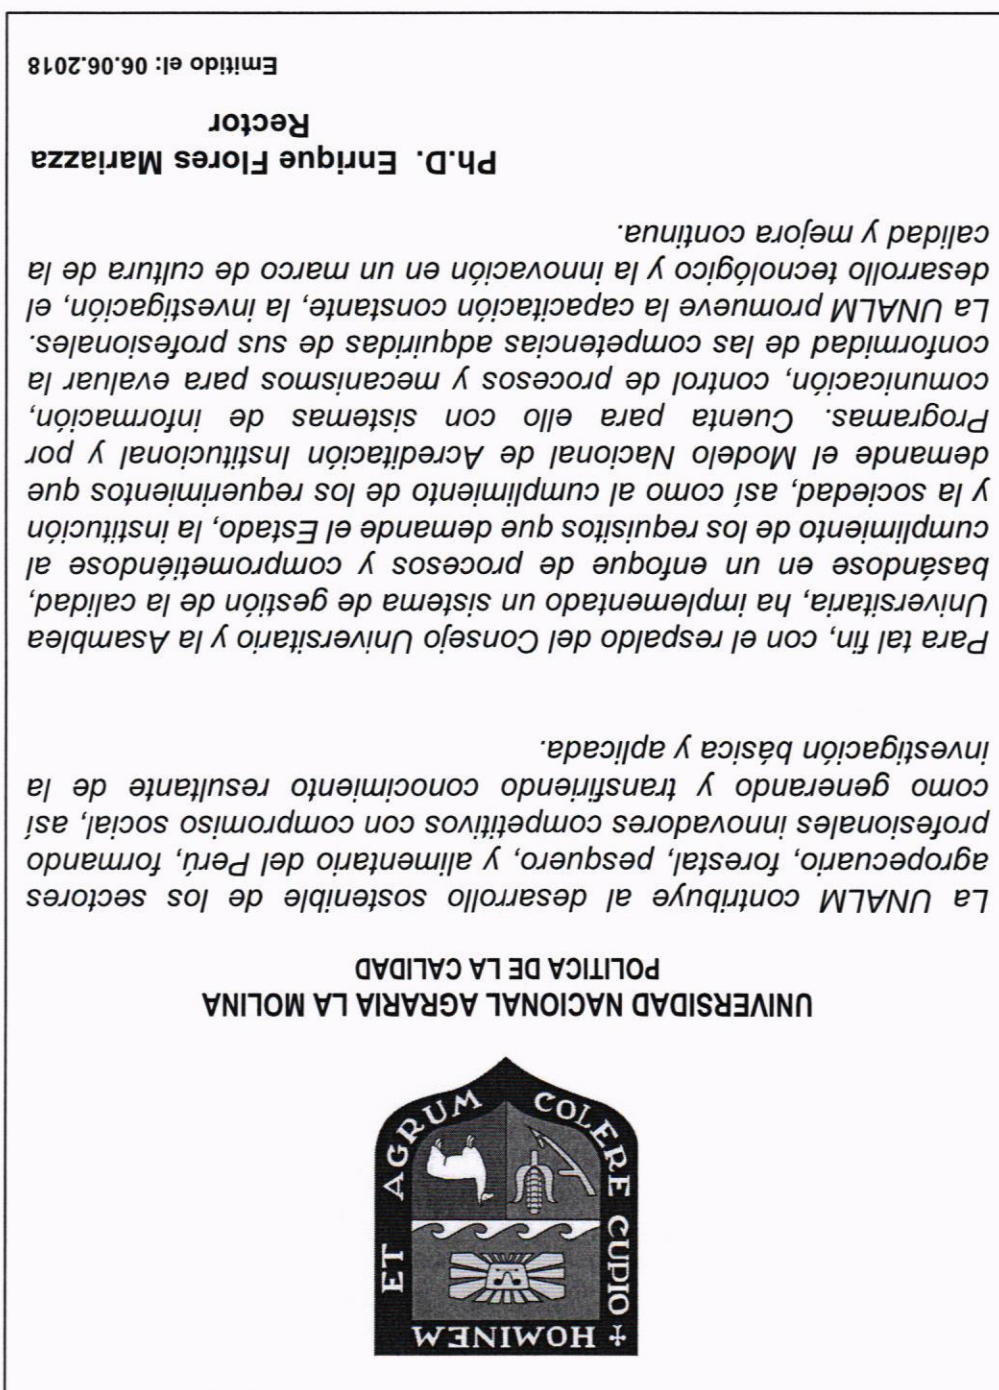 ✝ HOMINEM
ET AGRUM COLERE CUPIO
UNIVERSIDAD NACIONAL AGRARIA LA MOLINA
POLITICA DE LA CALIDAD
La UNALM contribuye al desarrollo sostenible de los sectores
agropecuario, forestal, pesquero, y alimentario del Perú, formando
profesionales innovadores competitivos con compromiso social, así
como generando y transfiriendo conocimiento resultante de la
investigación básica y aplicada.
Para tal fin, con el respaldo del Consejo Universitario y la Asamblea
Universitaria, ha implementado un sistema de gestión de la calidad,
basándose en un enfoque de procesos y comprometiéndose al
cumplimiento de los requisitos que demande el Estado, la institución
y la sociedad, así como al cumplimiento de los requerimientos que
demande el Modelo Nacional de Acreditación Institucional y por
Programas. Cuenta para ello con sistemas de información,
comunicación, control de procesos y mecanismos para evaluar la
conformidad de las competencias adquiridas de sus profesionales.
La UNALM promueve la capacitación constante, la investigación, el
desarrollo tecnológico y la innovación en un marco de cultura de la
calidad y mejora continua.
Ph.D. Enrique Flores Mariazza
Rector
Emitido el: 06.06.2018